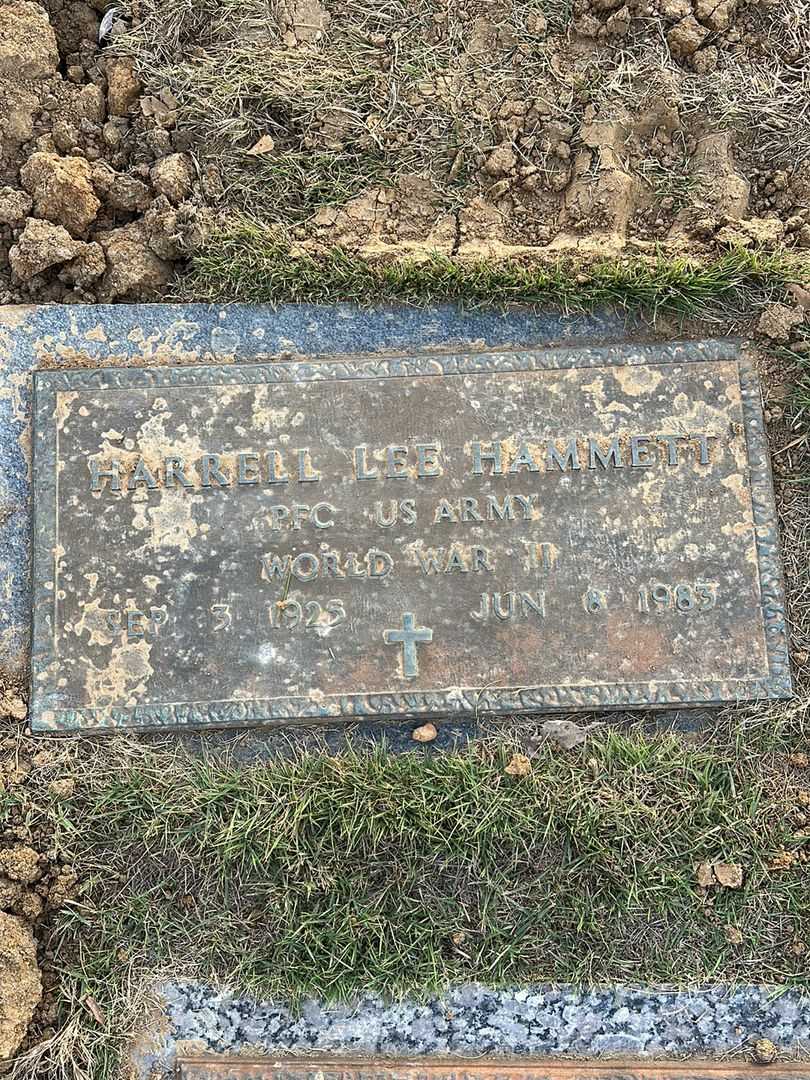 HARRELL LEE HAMMETT
PFC US ARMY
WORLD WAR II
SEP 3 1925 JUN 8 1983